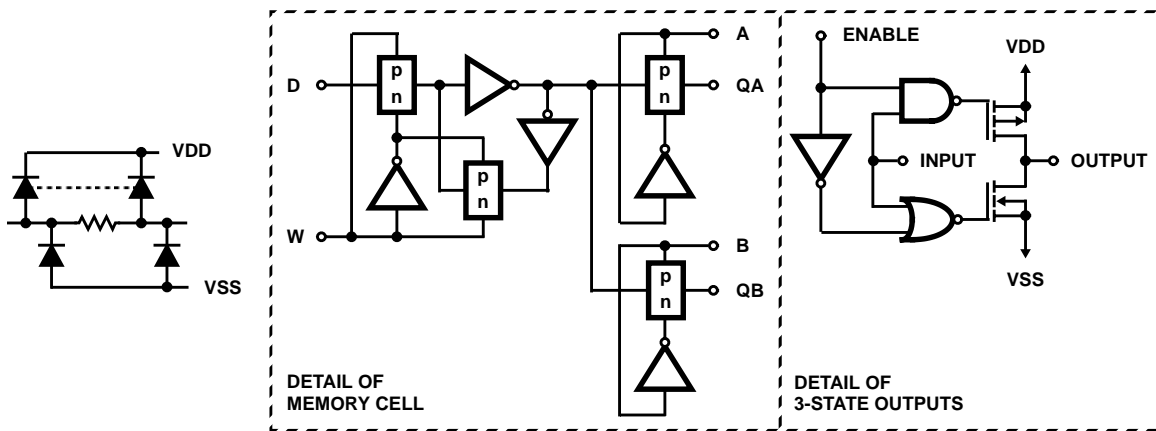 VDD
VSS
D
W
p
n
p
n
p
n
A
QA
B
p
n
QB
DETAIL OF
MEMORY CELL
ENABLE
VDD
INPUT
OUTPUT
VSS
DETAIL OF
3-STATE OUTPUTS